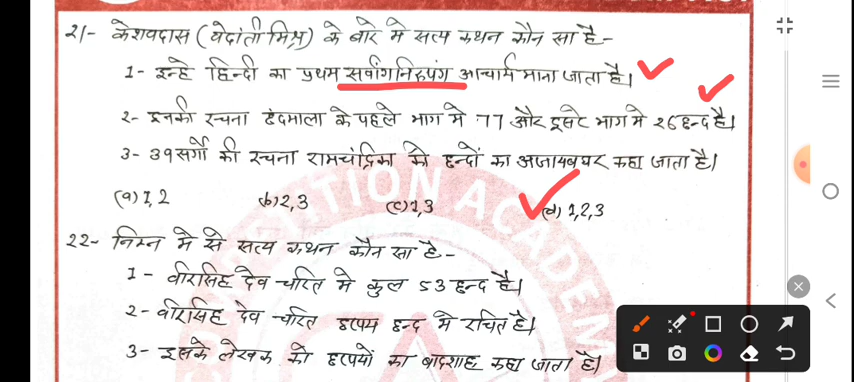 21- केशवदास (वेदांती मिश्र) के बारे मे सत्य कथन कौन सा है-
1- इन्हे हिन्दी का प्रथम सर्वांगनिरुपंग आचार्य माना जाता है।
2- इनकी रचना छंदमाला के पहले भाग मे 77 और दूसरे भाग मे 26 छन्द है।
3- 39 सर्गों की रचना रामचंद्रिका को छन्दों का अजायबघर कहा जाता है।
(a) 1, 2 (b) 2, 3 (c) 1, 3 (d) 1, 2, 3
22- निम्न मे से सत्य कथन कौन सा है-
1- वीरसिंह देव चरित मे कुल 53 छन्द है।
2- वीरसिंह देव चरित छप्पय छन्द मे रचित है।
3- इसके लेखक को छप्पयों का बादशाह कहा जाता है।